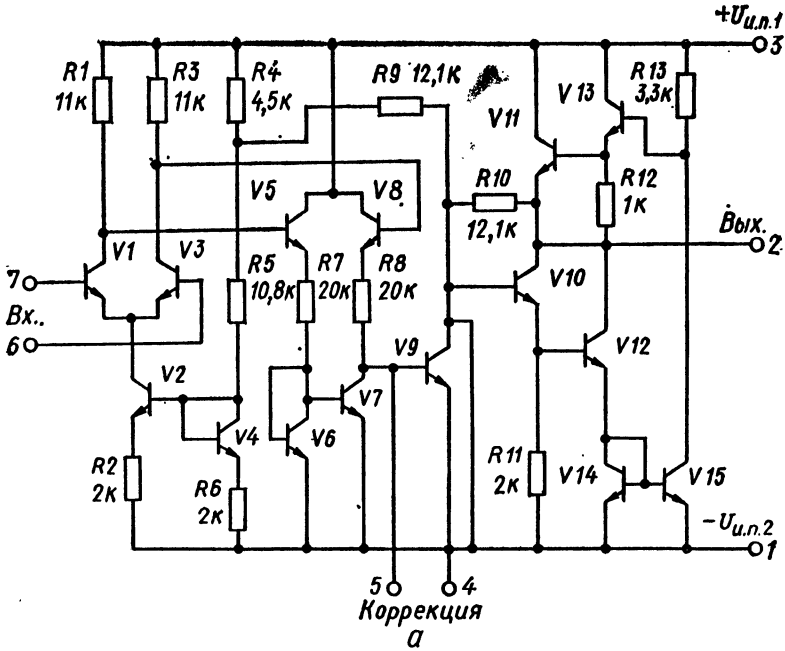 +Uи.п.1
3
R1
11к
R3
11к
R4
4,5к
R9 12,1к
V11
V13
R13
3,3к
V5
V8
R10
12,1к
R12
1к
Вых.
2
V1
V3
7
Вх..
6
R5
10,8к
R7
20к
R8
20к
V10
V9
V12
V2
V4
V6
V7
R2
2к
R6
2к
R11
2к
V14
V15
-Uи.п.2
1
5
4
Коррекция
а